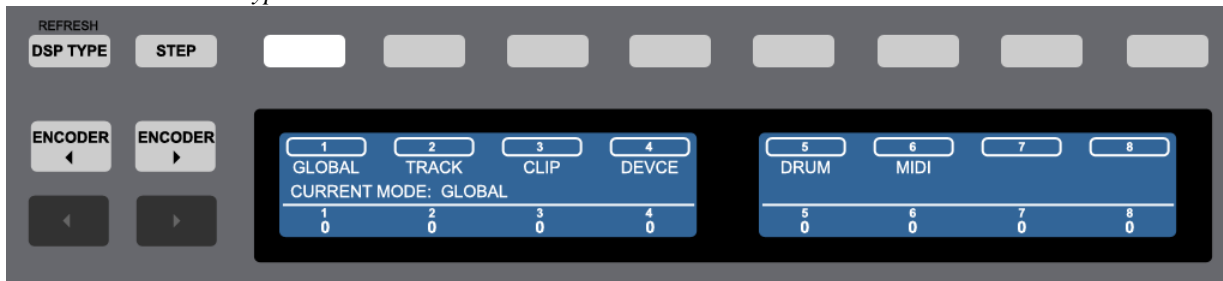 REFRESH
DSP TYPE STEP
ENCODER ENCODER
1 2 3 4 5 6 7 8
GLOBAL TRACK CLIP DEVCE DRUM MIDI
CURRENT MODE: GLOBAL
1 2 3 4 5 6 7 8
0 0 0 0 0 0 0 0